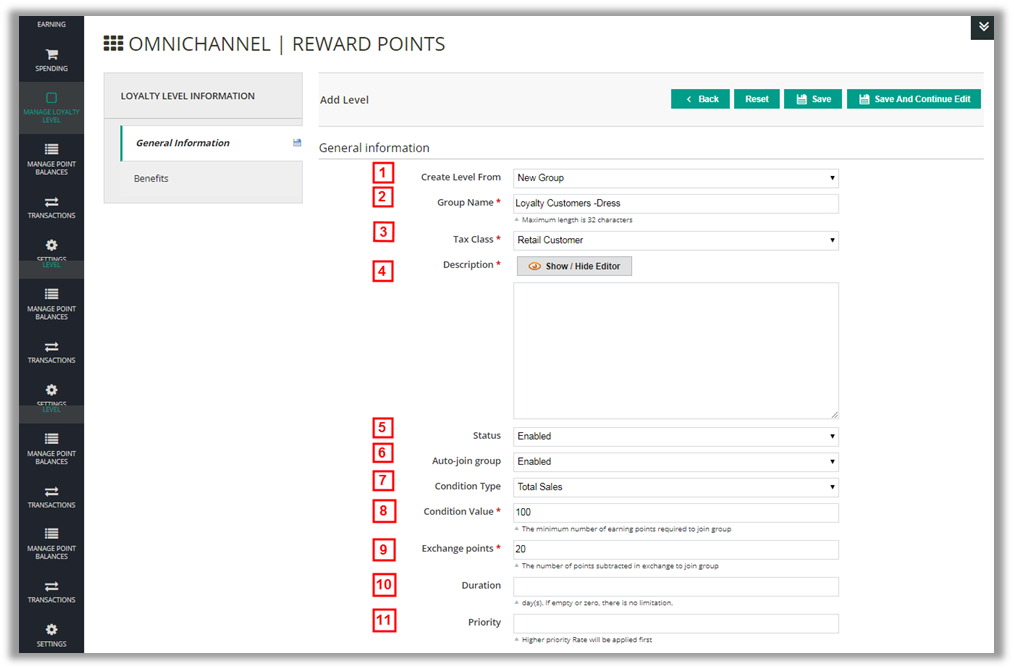 EARNING
SPENDING
MANAGE LOYALTY
LEVEL
MANAGE POINT
BALANCES
TRANSACTIONS
SETTINGS
LEVEL
MANAGE POINT
BALANCES
TRANSACTIONS
SETTINGS
LEVEL
MANAGE POINT
BALANCES
TRANSACTIONS
MANAGE POINT
BALANCES
TRANSACTIONS
SETTINGS
OMNICHANNEL | REWARD POINTS
LOYALTY LEVEL INFORMATION
General Information
Benefits
Add Level
Back Reset Save Save And Continue Edit
General information
1 Create Level From New Group
2 Group Name * Loyalty Customers -Dress
Maximum length is 32 characters
3 Tax Class * Retail Customer
4 Description * Show / Hide Editor
5 Status Enabled
6 Auto-join group Enabled
7 Condition Type Total Sales
8 Condition Value * 100
The minimum number of earning points required to join group
9 Exchange points * 20
The number of points subtracted in exchange to join group
10 Duration
day(s). If empty or zero, there is no limitation.
11 Priority
Higher priority Rate will be applied first